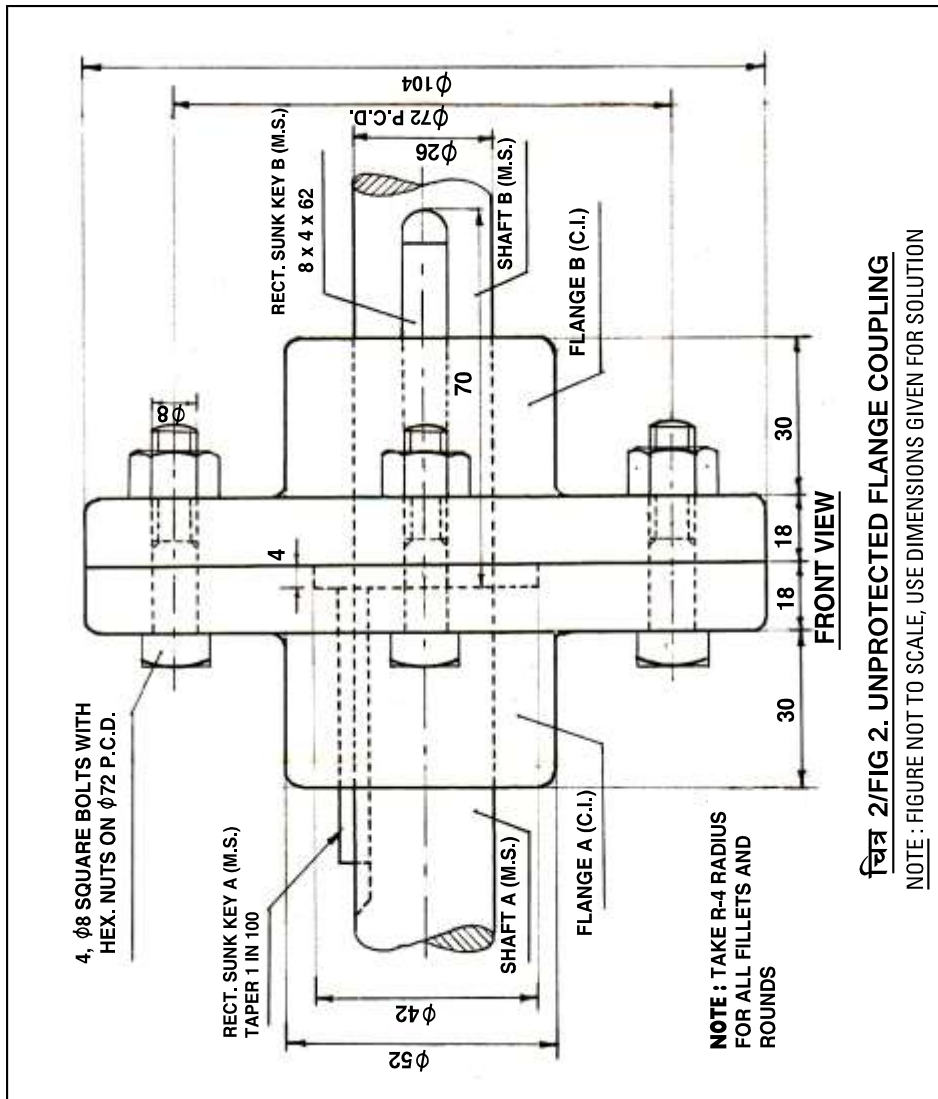 4, ϕ8 SQUARE BOLTS WITH
HEX. NUTS ON ϕ72 P.C.D.
RECT. SUNK KEY A (M.S.)
TAPER 1 IN 100
RECT. SUNK KEY B (M.S.)
8 x 4 x 62
ϕ104
ϕ72 P.C.D.
ϕ26
ϕ8
4
70
ϕ42
ϕ52
SHAFT A (M.S.)
SHAFT B (M.S.)
FLANGE A (C.I.)
FLANGE B (C.I.)
30
18
18
30
FRONT VIEW
NOTE : TAKE R-4 RADIUS
FOR ALL FILLETS AND
ROUNDS
चित्र 2/FIG 2. UNPROTECTED FLANGE COUPLING
NOTE : FIGURE NOT TO SCALE, USE DIMENSIONS GIVEN FOR SOLUTION